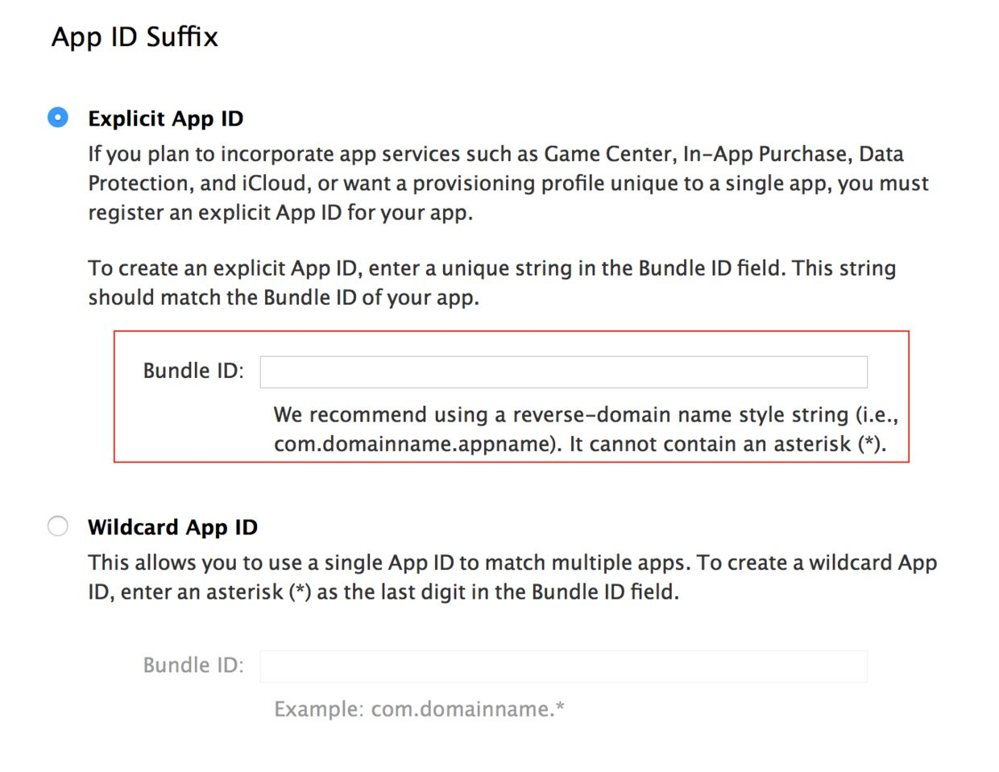 App ID Suffix
Explicit App ID
If you plan to incorporate app services such as Game Center, In-App Purchase, Data
Protection, and iCloud, or want a provisioning profile unique to a single app, you must
register an explicit App ID for your app.
To create an explicit App ID, enter a unique string in the Bundle ID field. This string
should match the Bundle ID of your app.
Bundle ID:
We recommend using a reverse-domain name style string (i.e.,
com.domainname.appname). It cannot contain an asterisk (*).
Wildcard App ID
This allows you to use a single App ID to match multiple apps. To create a wildcard App
ID, enter an asterisk (*) as the last digit in the Bundle ID field.
Bundle ID:
Example: com.domainname.*